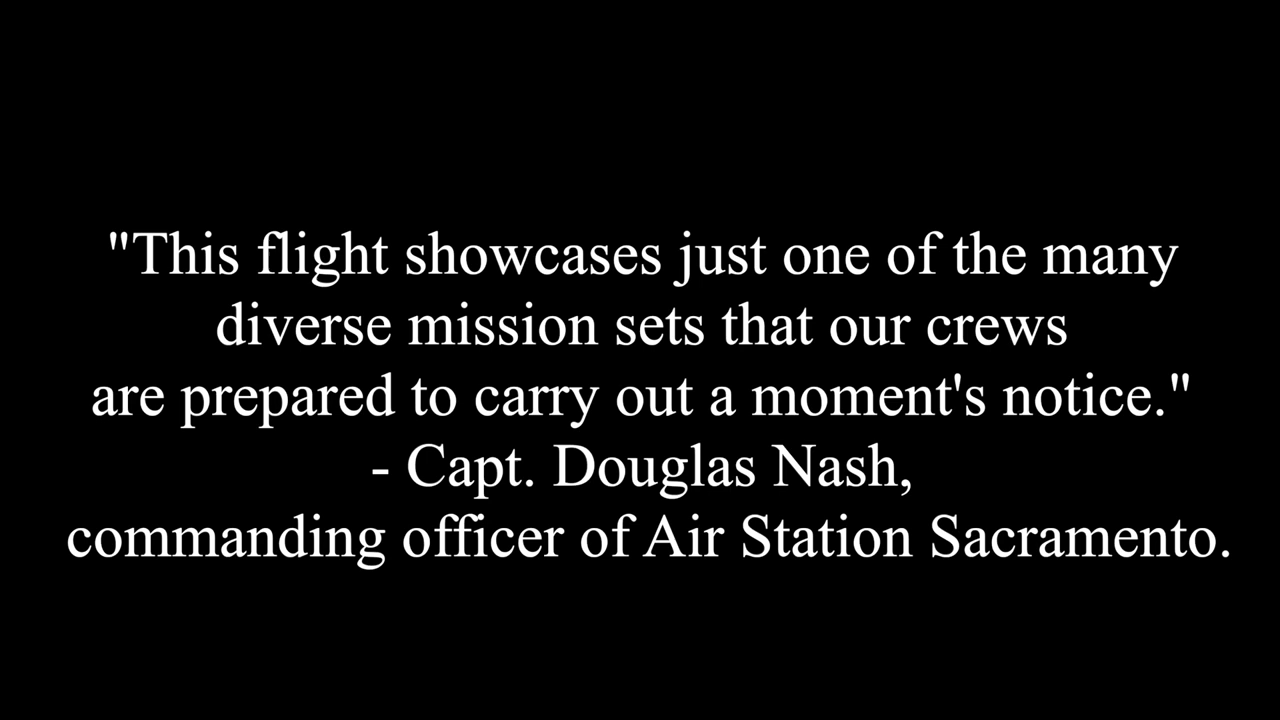 "This flight showcases just one of the many
diverse mission sets that our crews
are prepared to carry out a moment's notice."
- Capt. Douglas Nash,
commanding officer of Air Station Sacramento.